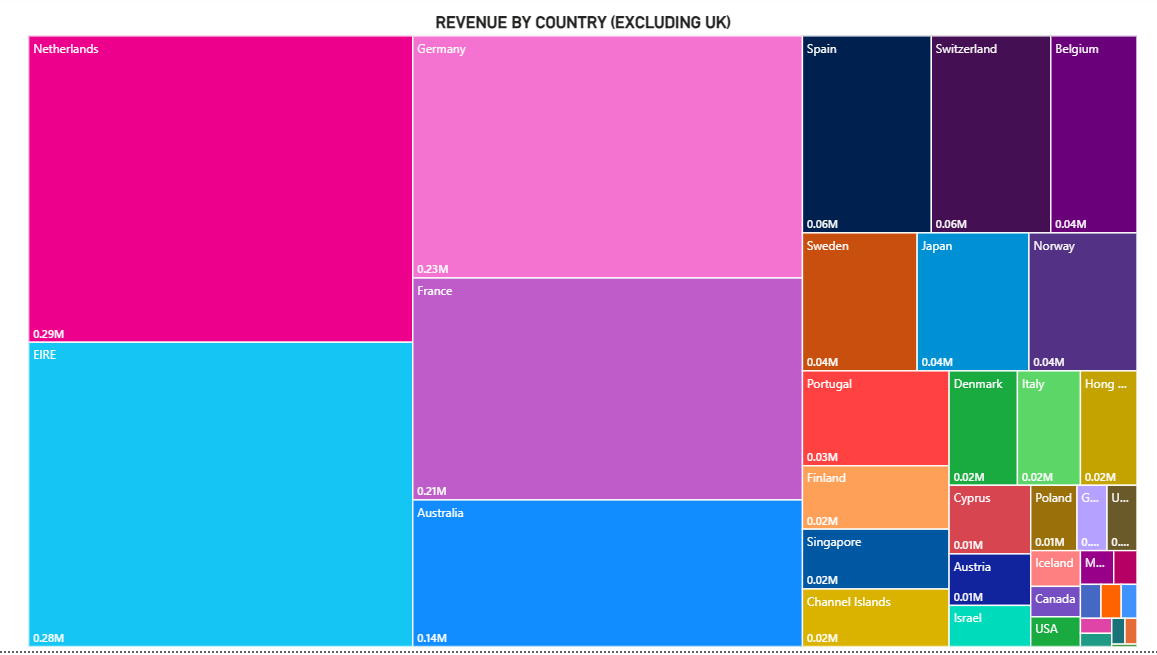 REVENUE BY COUNTRY (EXCLUDING UK)
Netherlands
0.29M
EIRE
0.28M
Germany
0.23M
France
0.21M
Australia
0.14M
Spain
0.06M
Switzerland
0.06M
Belgium
0.04M
Sweden
0.04M
Japan
0.04M
Norway
0.04M
Portugal
0.03M
Finland
0.02M
Singapore
0.02M
Channel Islands
0.02M
Denmark
0.02M
Italy
0.02M
Hong ...
0.02M
Cyprus
0.01M
Austria
0.01M
Israel
Poland
0.01M
G...
0....
U...
0....
Iceland
Canada
USA
M...